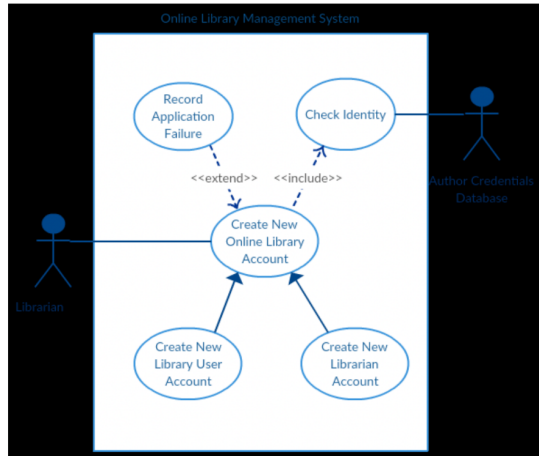 Online Library Management System
Record
Application
Failure
Check Identity
<<extend>>
<<include>>
Author Credentials
Database
Create New
Online Library
Account
Librarian
Create New
Library User
Account
Create New
Librarian
Account